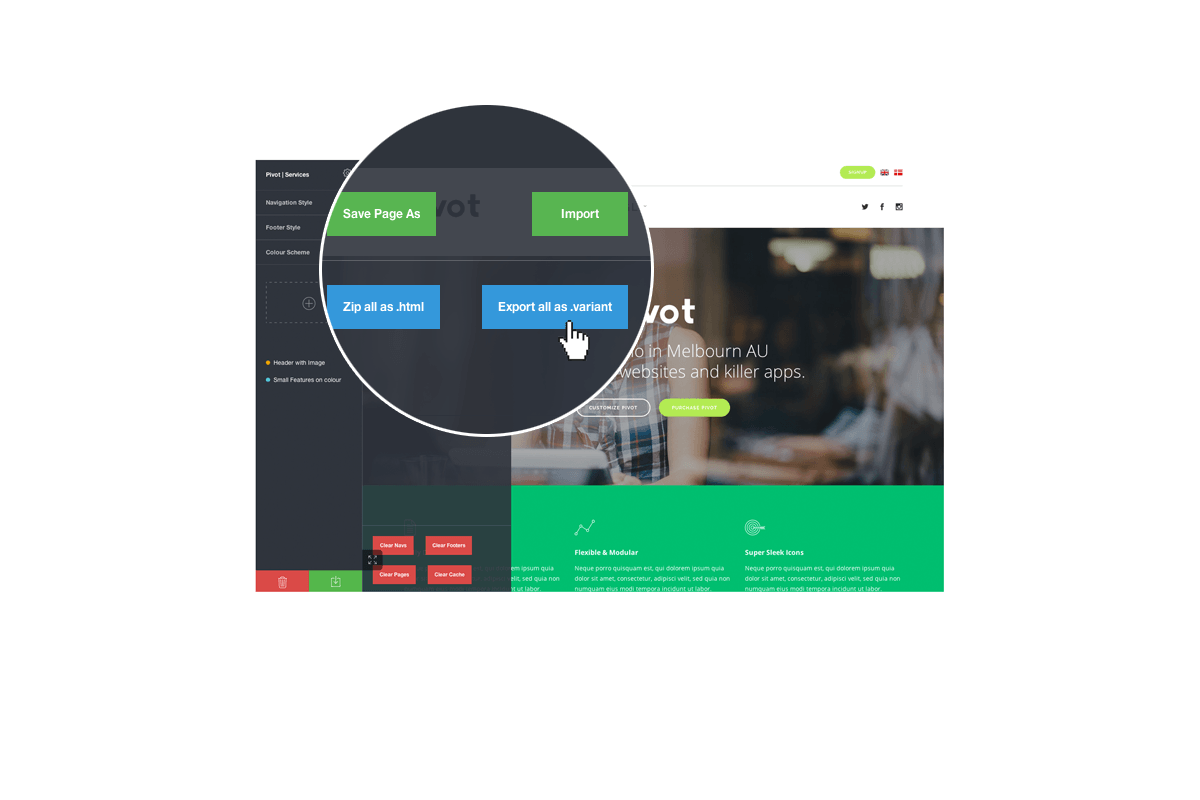 Pivot | Services
Navigation Style
Footer Style
Colour Scheme
Header with Image
Small Features on colour
vot
Save Page As
Import
Zip all as .html
Export all as .variant
vot
in Melbourn AU
websites and killer apps.
CUSTOMIZE PIVOT
PURCHASE PIVOT
Clear Navs
Clear Footers
Clear Pages
Clear Cache
em ipsum quia
sed quia non
nt ut labor.
Flexible & Modular
Neque porro quisquam est, qui dolorem ipsum quia
dolor sit amet, consectetur, adipisci velit, sed quia non
numquam eius modi tempora incidunt ut labor.
Super Sleek Icons
Neque porro quisquam est, qui dolorem ipsum quia
dolor sit amet, consectetur, adipisci velit, sed quia non
numquam eius modi tempora incidunt ut labor.